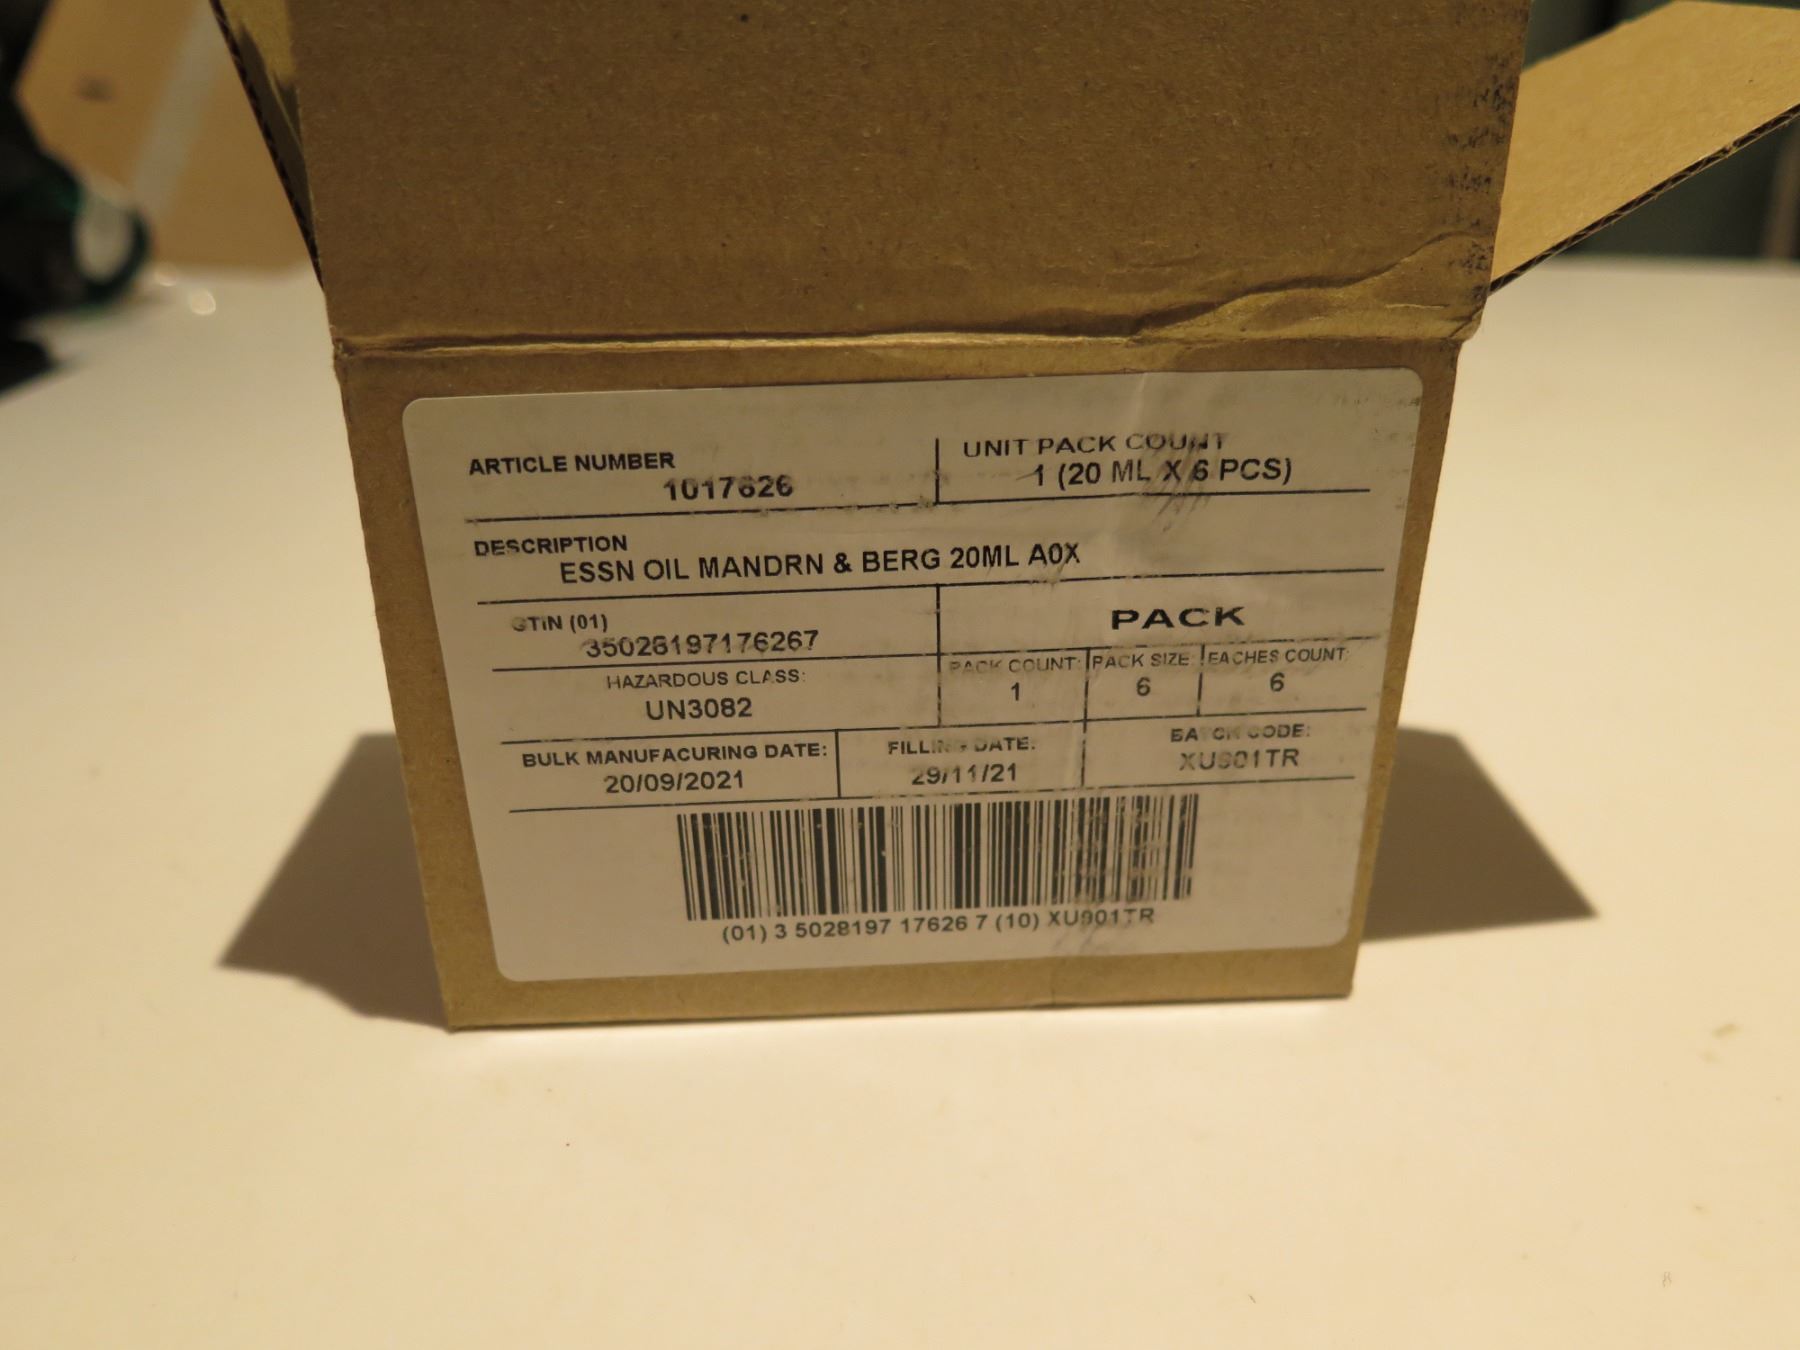 ARTICLE NUMBER
1017626
UNIT PACK COUNT
1 (20 ML X 6 PCS)
DESCRIPTION
ESSN OIL MANDRN & BERG 20ML A0X
GTIN (01)
35028197176267
PACK
HAZARDOUS CLASS:
UN3082
PACK COUNT: PACK SIZE EACHES COUNT:
1 6 6
BULK MANUFACURING DATE:
20/09/2021
FILLING DATE:
29/11/21
BATCH CODE:
XU901TR
(01) 3 5028197 17626 7 (10) XU901TR